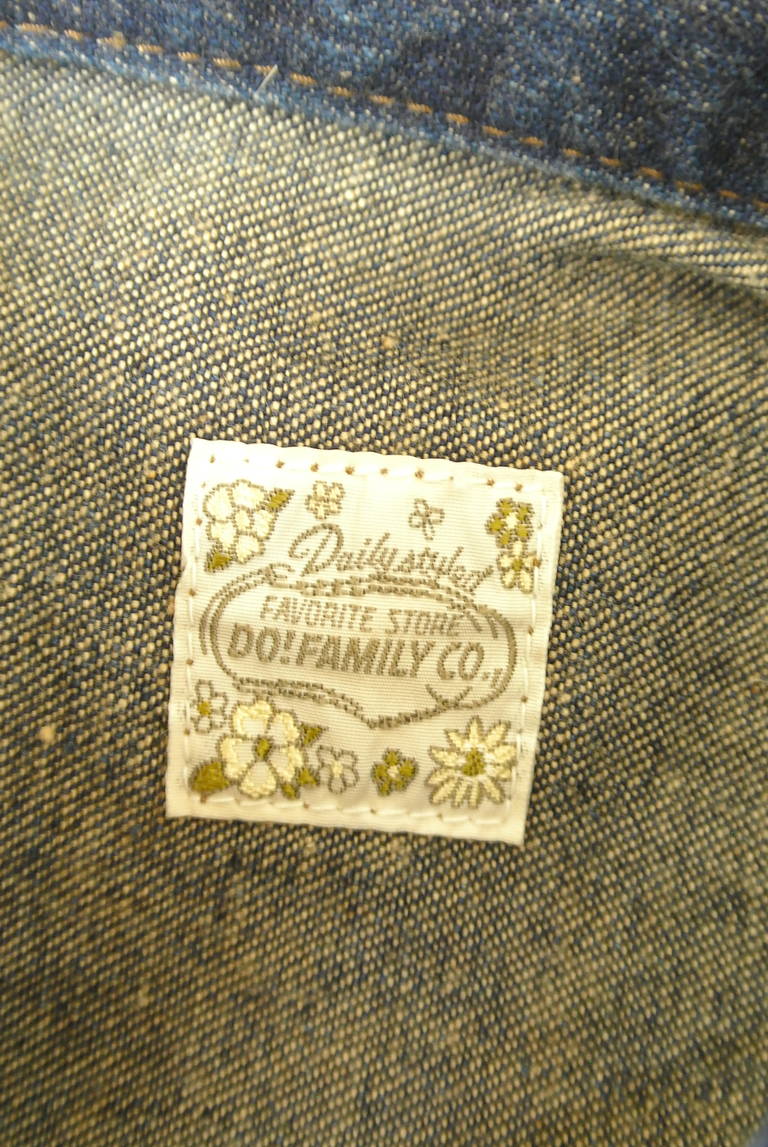 Daily styled
FAVORITE STORE
DO! FAMILY CO.,